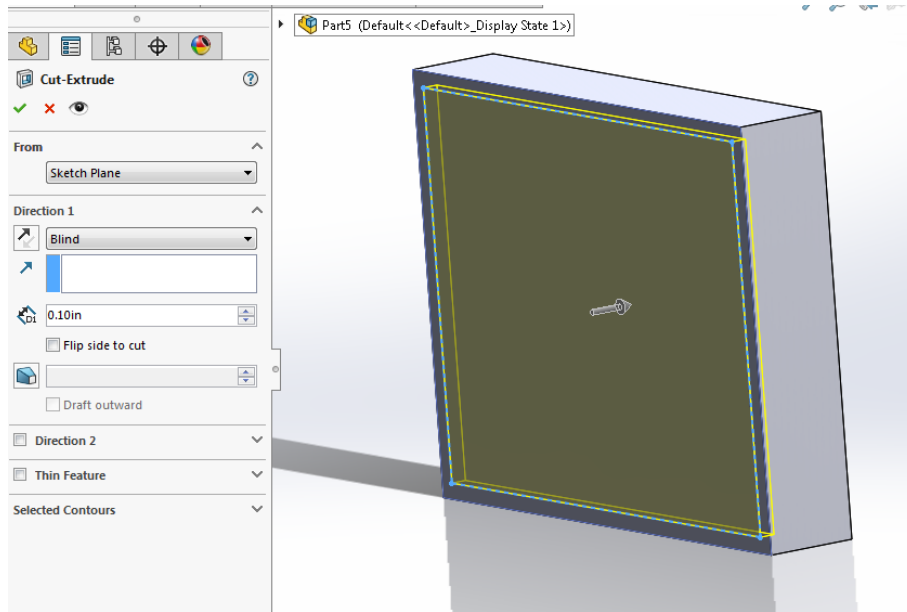 Part5 (Default<<Default>_Display State 1>)
Cut-Extrude
From
Sketch Plane
Direction 1
Blind
D1
0.10in
Flip side to cut
Draft outward
Direction 2
Thin Feature
Selected Contours